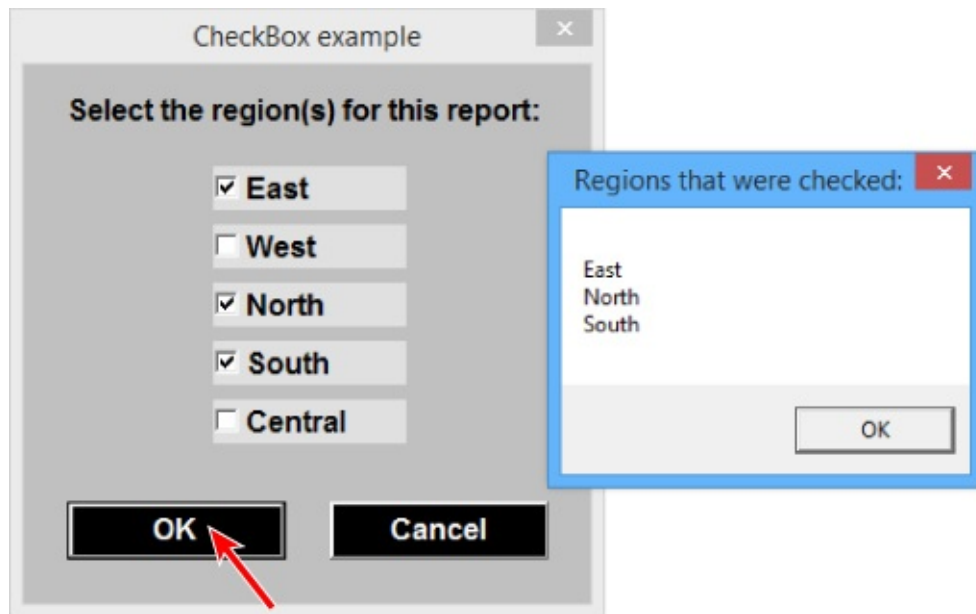 CheckBox example
Select the region(s) for this report:
East
West
North
South
Central
OK
Cancel
Regions that were checked:
East
North
South
OK